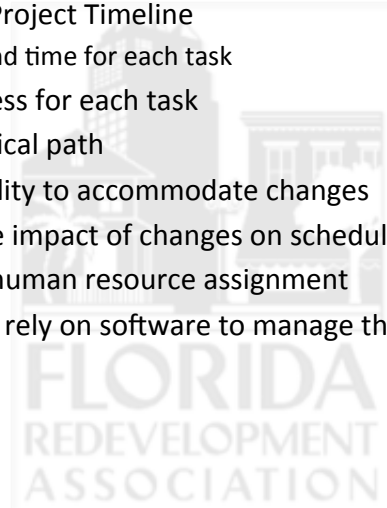 Project Timeline
nd time for each task
ess for each task
ical path
lity to accommodate changes
e impact of changes on schedul
human resource assignment
rely on software to manage th
FLORIDA
REDEVELOPMENT
ASSOCIATION